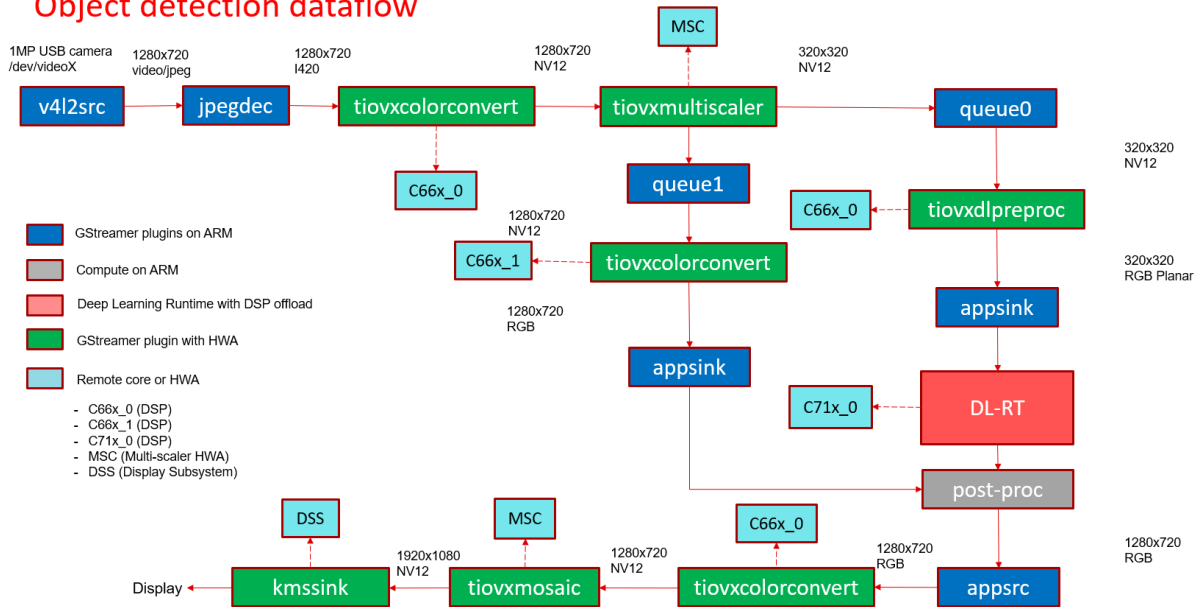 Object detection dataflow
1MP USB camera
/dev/videoX
1280x720
video/jpeg
1280x720
I420
1280x720
NV12
MSC
320x320
NV12
v4l2src
jpegdec
tiovxcolorconvert
tiovxmultiscaler
queue0
320x320
NV12
C66x_0
queue1
C66x_0
tiovxdlpreproc
1280x720
NV12
C66x_1
tiovxcolorconvert
320x320
RGB Planar
1280x720
RGB
appsink
appsink
C71x_0
DL-RT
post-proc
GStreamer plugins on ARM
Compute on ARM
Deep Learning Runtime with DSP offload
GStreamer plugin with HWA
Remote core or HWA
- C66x_0 (DSP)
- C66x_1 (DSP)
- C71x_0 (DSP)
- MSC (Multi-scaler HWA)
- DSS (Display Subsystem)
DSS
MSC
C66x_0
1280x720
RGB
1920x1080
NV12
1280x720
NV12
1280x720
RGB
Display
kmssink
tiovxmosaic
tiovxcolorconvert
appsrc